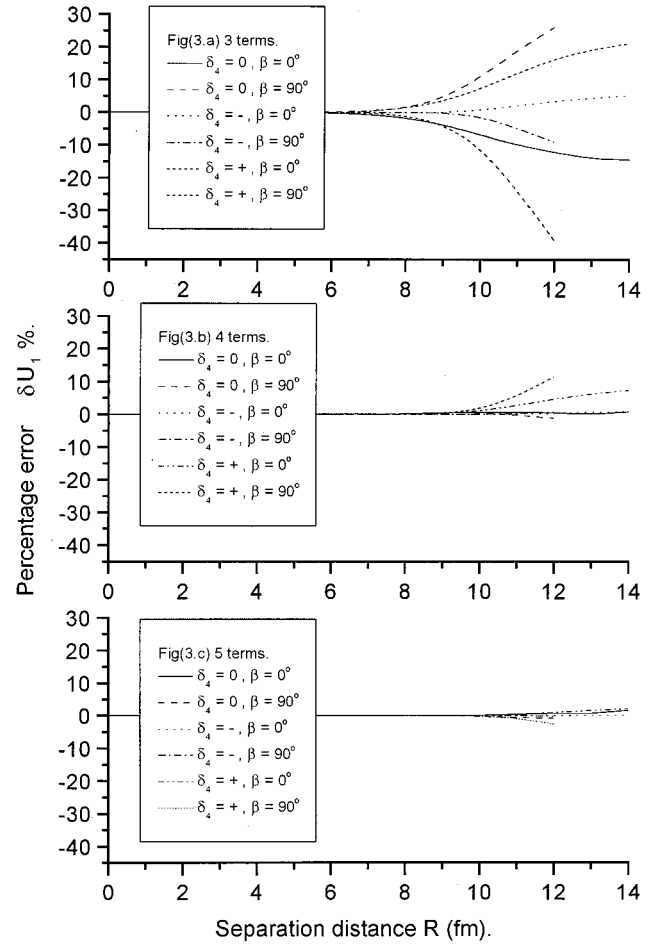 30
20
10
0
-10
-20
-30
-40
Fig(3.a) 3 terms.
δ₄ = 0 , β = 0°
δ₄ = 0 , β = 90°
δ₄ = - , β = 0°
δ₄ = - , β = 90°
δ₄ = + , β = 0°
δ₄ = + , β = 90°
0 2 4 6 8 10 12 14
Percentage error δU₁ %.
30
20
10
0
-10
-20
-30
-40
Fig(3.b) 4 terms.
δ₄ = 0 , β = 0°
δ₄ = 0 , β = 90°
δ₄ = - , β = 0°
δ₄ = - , β = 90°
δ₄ = + , β = 0°
δ₄ = + , β = 90°
0 2 4 6 8 10 12 14
30
20
10
0
-10
-20
-30
-40
Fig(3.c) 5 terms.
δ₄ = 0 , β = 0°
δ₄ = 0 , β = 90°
δ₄ = - , β = 0°
δ₄ = - , β = 90°
δ₄ = + , β = 0°
δ₄ = + , β = 90°
0 2 4 6 8 10 12 14
Separation distance R (fm).